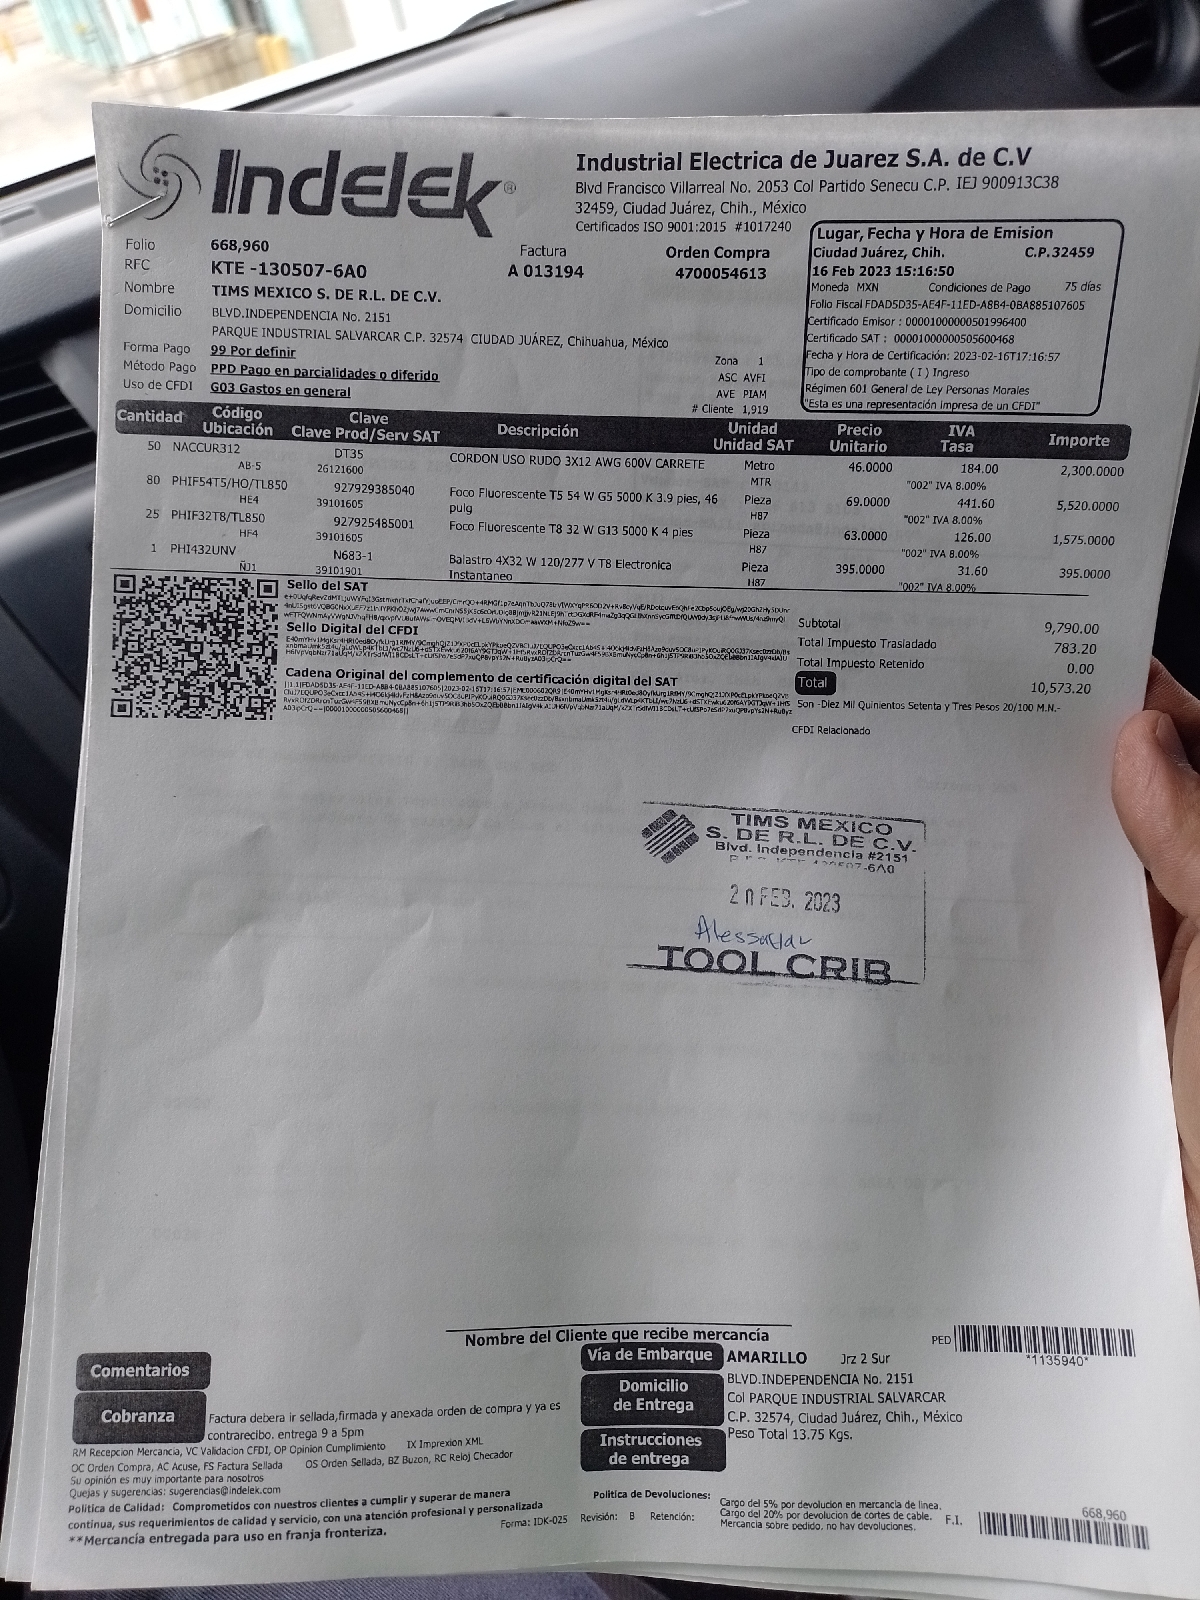 Indelek®
Industrial Electrica de Juarez S.A. de C.V
Blvd Francisco Villarreal No. 2053 Col Partido Senecu C.P. IEJ 900913C38
32459, Ciudad Juárez, Chih., México
Certificados ISO 9001:2015 #1017240
Folio 668,960
RFC KTE -130507-6A0
Nombre TIMS MEXICO S. DE R.L. DE C.V.
Domicilio BLVD.INDEPENDENCIA No. 2151
PARQUE INDUSTRIAL SALVARCAR C.P. 32574 CIUDAD JUÁREZ, Chihuahua, México
Forma Pago 99 Por definir
Método Pago PPD Pago en parcialidades o diferido
Uso de CFDI G03 Gastos en general
Factura
A 013194
Orden Compra
4700054613
Zona 1
ASC AVFI
AVE PIAM
# Cliente 1,919
Lugar, Fecha y Hora de Emision
Ciudad Juárez, Chih. C.P.32459
16 Feb 2023 15:16:50
Moneda MXN Condiciones de Pago 75 días
Folio Fiscal FDAD5D35-AE4F-11ED-A8B4-0BA885107605
Certificado Emisor : 00001000000501996400
Certificado SAT : 00001000000505600468
Fecha y Hora de Certificación: 2023-02-16T17:16:57
Tipo de comprobante ( I ) Ingreso
Régimen 601 General de Ley Personas Morales
"Esta es una representación impresa de un CFDI"
Cantidad Código Ubicación Clave Clave Prod/Serv SAT Descripción Unidad Unidad SAT Precio Unitario IVA Tasa Importe
50 NACCUR312 DT35 CORDON USO RUDO 3X12 AWG 600V CARRETE Metro 46.0000 184.00 2,300.0000
AB-5 26121600 MTR "002" IVA 8.00%
80 PHIF54T5/HO/TL850 927929385040 Foco Fluorescente T5 54 W G5 5000 K 3.9 pies, 46 Pieza 69.0000 441.60 5,520.0000
HE4 39101605 pulg H87 "002" IVA 8.00%
25 PHIF32T8/TL850 927925485001 Foco Fluorescente T8 32 W G13 5000 K 4 pies Pieza 63.0000 126.00 1,575.0000
HF4 39101605 H87 "002" IVA 8.00%
1 PHI432UNV N683-1 Balastro 4X32 W 120/277 V T8 Electronica Pieza 395.0000 31.60 395.0000
ÑJ1 39101901 Instantaneo H87 "002" IVA 8.00%
Sello del SAT
Sello Digital del CFDI
Cadena Original del complemento de certificación digital del SAT
Subtotal 9,790.00
Total Impuesto Trasladado 783.20
Total Impuesto Retenido 0.00
Total 10,573.20
Son -Diez Mil Quinientos Setenta y Tres Pesos 20/100 M.N.-
CFDI Relacionado
TIMS MEXICO
S. DE R.L. DE C.V.
Blvd. Independencia #2151
20 FEB. 2023
TOOL CRIB
Nombre del Cliente que recibe mercancía
PED
*1135940*
Comentarios
Cobranza
Factura debera ir sellada,firmada y anexada orden de compra y ya es
contrarecibo. entrega 9 a 5pm
RM Recepcion Mercancia, VC Validacion CFDI, OP Opinion Cumplimiento IX Imprexion XML
OC Orden Compra, AC Acuse, FS Factura Sellada OS Orden Sellada, BZ Buzon, RC Reloj Checador
Su opinión es muy importante para nosotros
Quejas y sugerencias: sugerencias@indelek.com
Politica de Calidad: Comprometidos con nuestros clientes a cumplir y superar de manera
continua, sus requerimientos de calidad y servicio, con una atención profesional y personalizada
**Mercancía entregada para uso en franja fronteriza.
Vía de Embarque AMARILLO Jrz 2 Sur
Domicilio de Entrega
BLVD.INDEPENDENCIA No. 2151
Col PARQUE INDUSTRIAL SALVARCAR
C.P. 32574, Ciudad Juárez, Chih., México
Peso Total 13.75 Kgs.
Instrucciones de entrega
Politica de Devoluciones:
Cargo del 5% por devolucion en mercancia de linea.
Cargo del 20% por devolucion de cortes de cable.
Mercancia sobre pedido, no hay devoluciones.
Forma: IDK-025 Revisión: B Retención:
F.I.
668,960